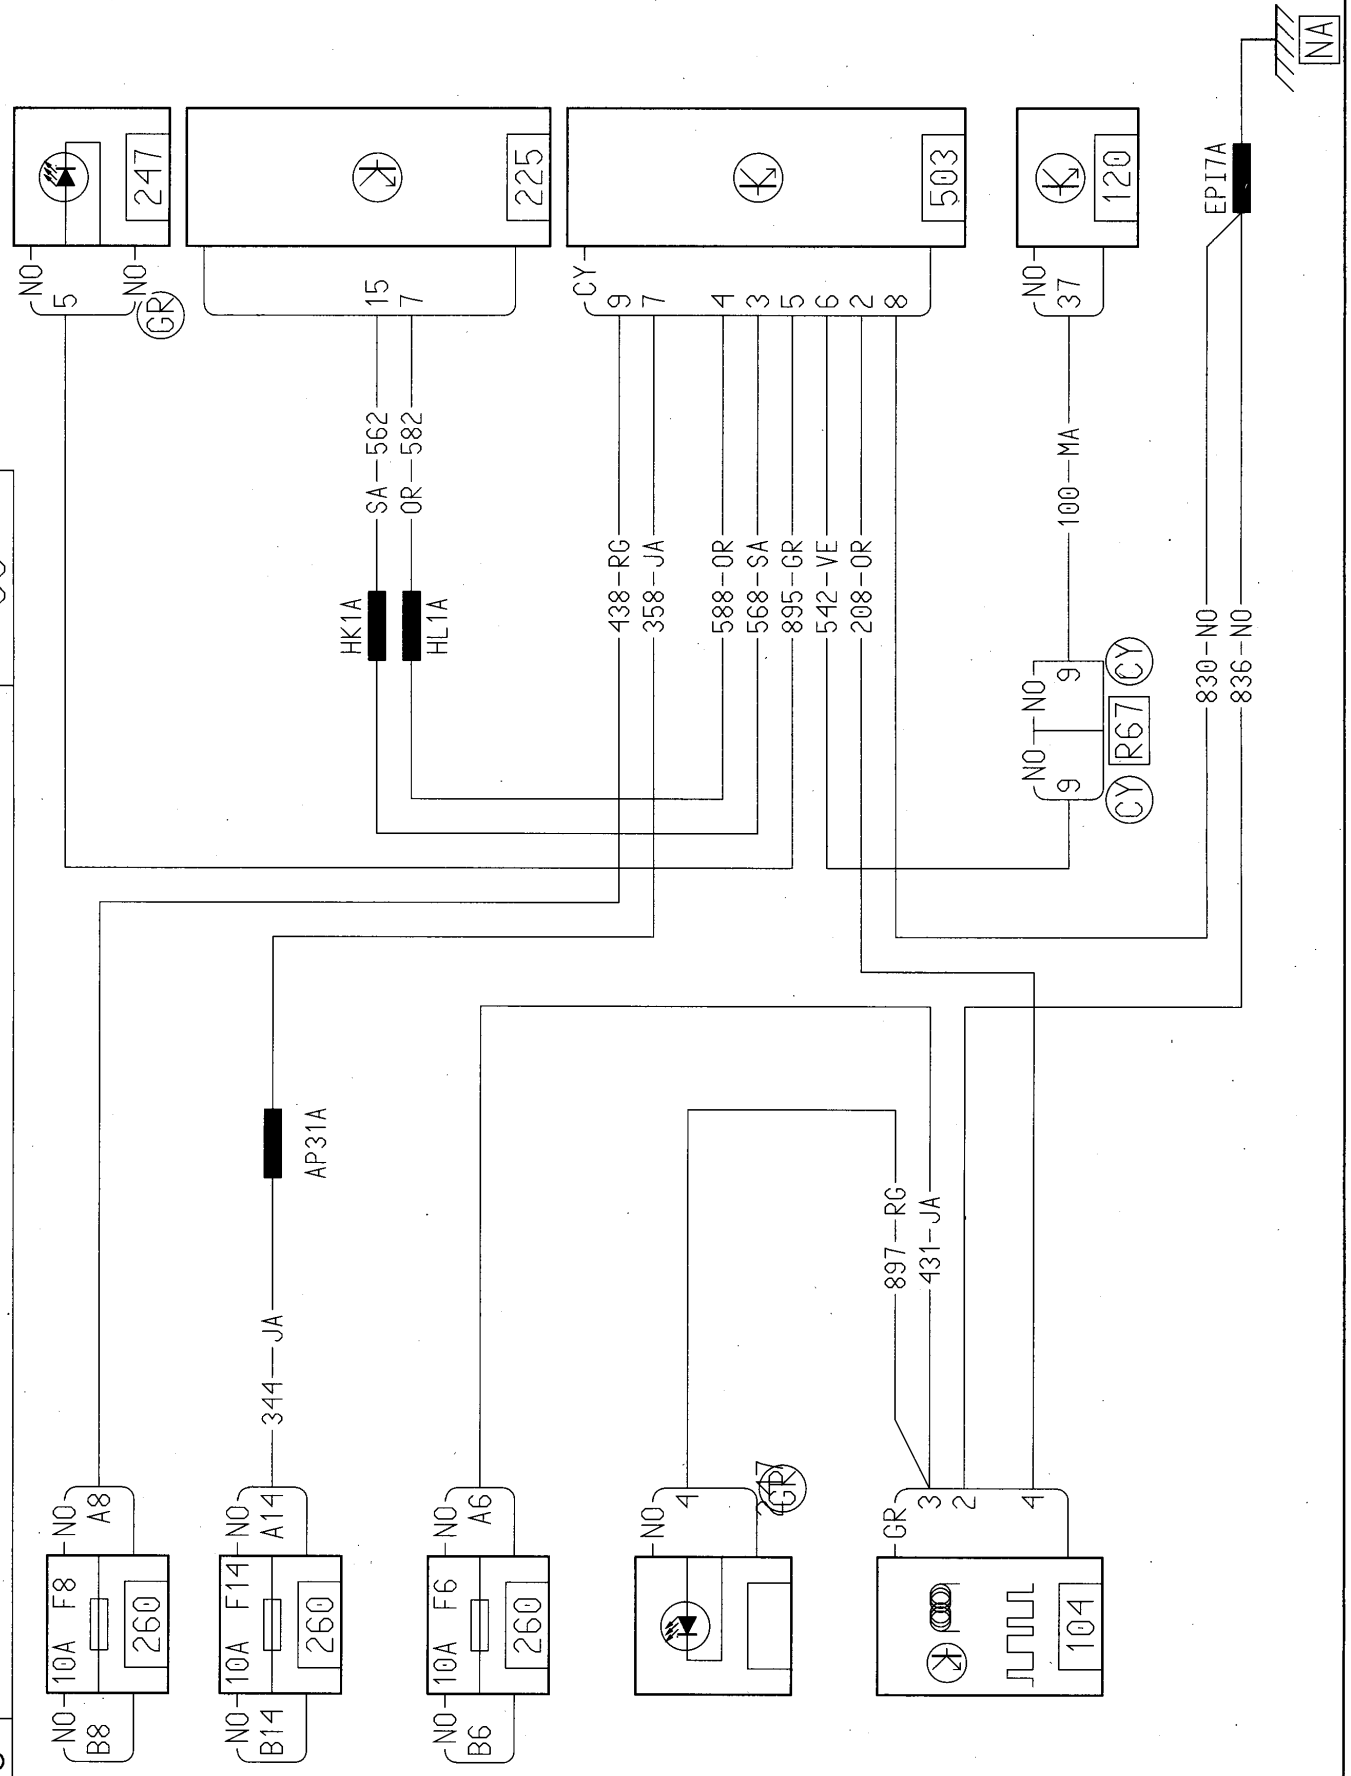 NO
5
NO
GR
247
15
7
225
CY
9
7
4
3
5
6
2
8
503
NO
37
120
EPI7A
NA
SA-562
OR-582
HK1A
HL1A
438-RG
358-JA
588-OR
568-SA
895-GR
542-VE
208-OR
100-MA
NO
NO
9
9
CY
R67
CY
830-NO
836-NO
AP31A
344-JA
897-RG
431-JA
NO
B8
10A F8
260
NO
A8
NO
B14
10A F14
260
NO
A14
NO
B6
10A F6
260
NO
A6
NO
4
247
GR
GR
3
2
4
104